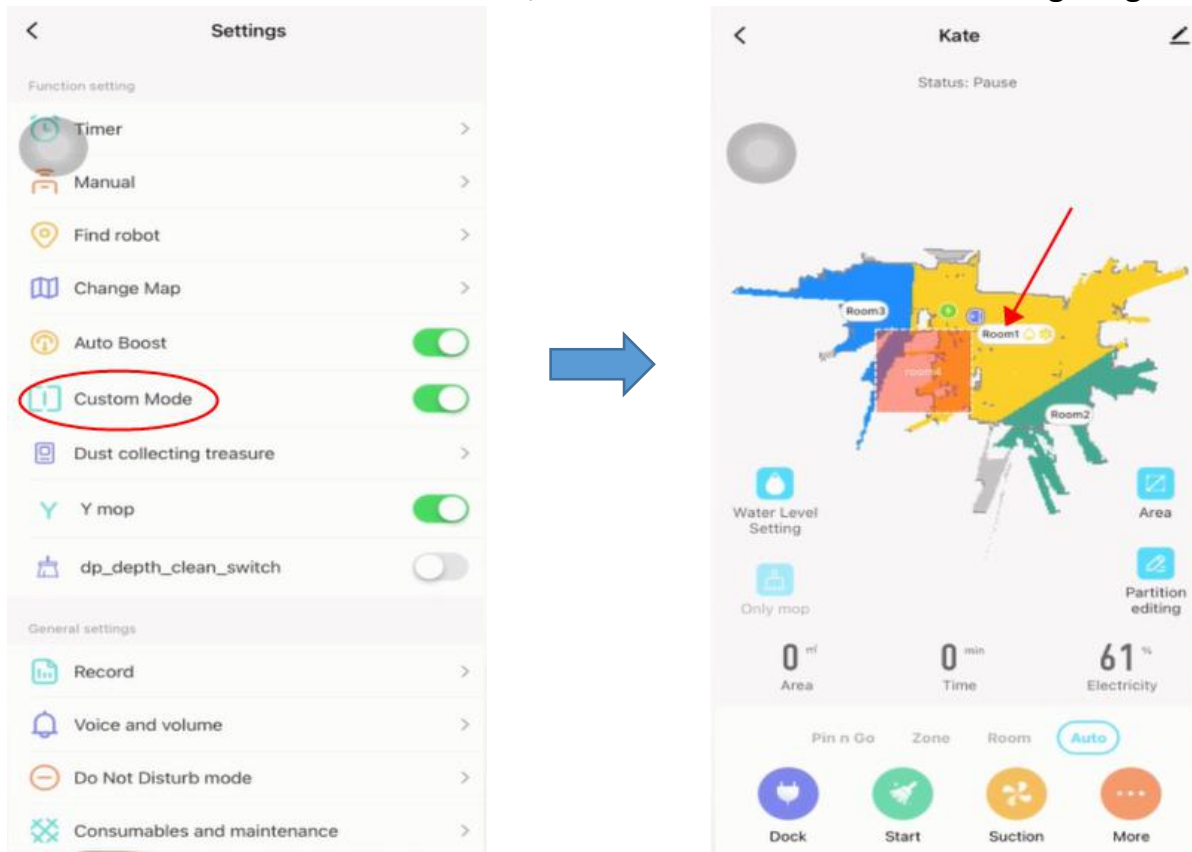 Settings
Function setting
Timer
Manual
Find robot
Change Map
Auto Boost
Custom Mode
Dust collecting treasure
Y mop
dp_depth_clean_switch
General settings
Record
Voice and volume
Do Not Disturb mode
Consumables and maintenance
Kate
Status: Pause
Room3
Room1
room4
Room2
Water Level
Setting
Area
Only mop
Partition
editing
0 ㎡
Area
0 min
Time
61 %
Electricity
Pin n Go Zone Room Auto
Dock Start Suction More